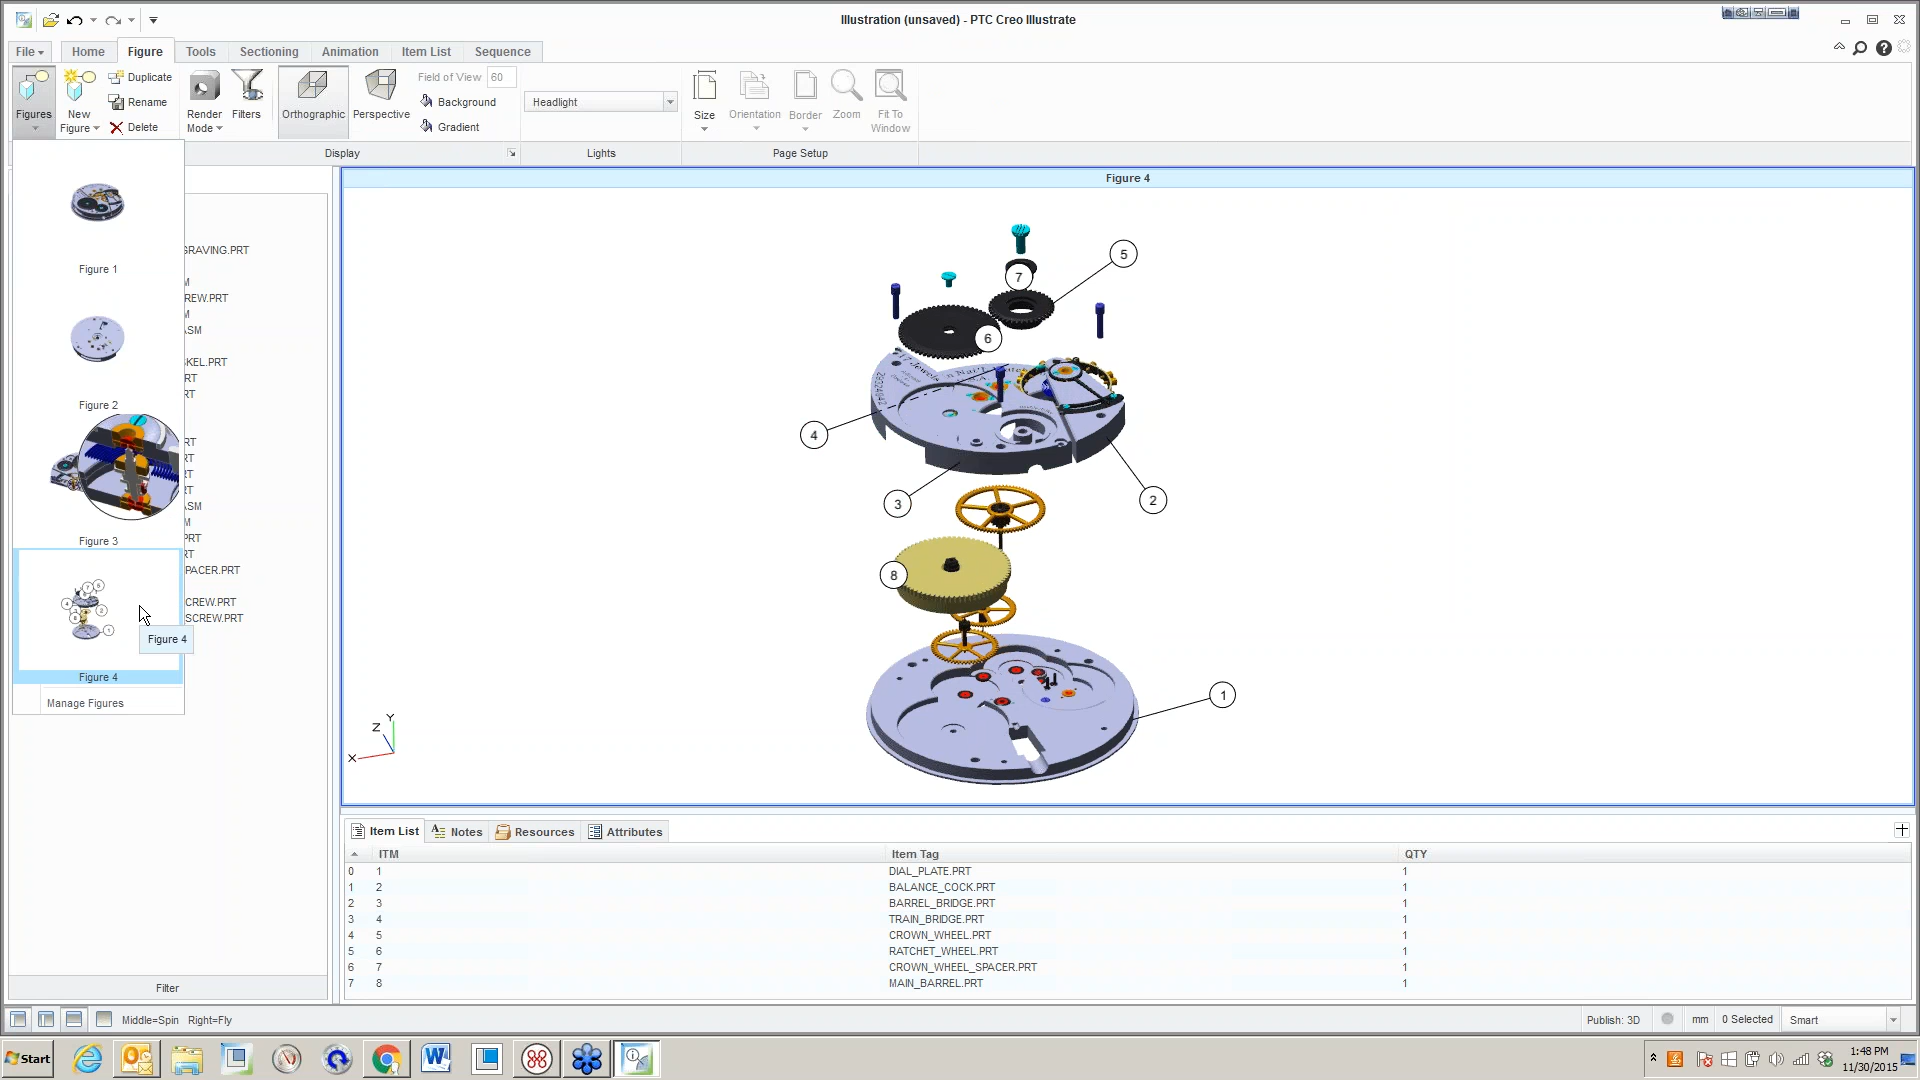 Illustration (unsaved) - PTC Creo Illustrate
File Home Figure Tools Sectioning Animation Item List Sequence
Figures
New Figure
Duplicate
Rename
Delete
Render Mode
Filters
Orthographic
Perspective
Field of View 60
Background
Gradient
Headlight
Size
Orientation
Border
Zoom
Fit To Window
Display
Lights
Page Setup
Figure 1
Figure 2
Figure 3
Figure 4
Figure 4
Manage Figures
GRAVING.PRT
M
REW.PRT
M
ASM
KEL.PRT
RT
RT
RT
RT
RT
RT
ASM
M
PRT
RT
PACER.PRT
CREW.PRT
SCREW.PRT
Filter
Figure 4
5
7
6
4
3
2
8
1
Y
Z
X
Item List Notes Resources Attributes
ITM Item Tag QTY
0 1 DIAL_PLATE.PRT 1
1 2 BALANCE_COCK.PRT 1
2 3 BARREL_BRIDGE.PRT 1
3 4 TRAIN_BRIDGE.PRT 1
4 5 CROWN_WHEEL.PRT 1
5 6 RATCHET_WHEEL.PRT 1
6 7 CROWN_WHEEL_SPACER.PRT 1
7 8 MAIN_BARREL.PRT 1
Middle=Spin Right=Fly
Publish: 3D mm 0 Selected Smart
Start
1:48 PM
11/30/2015